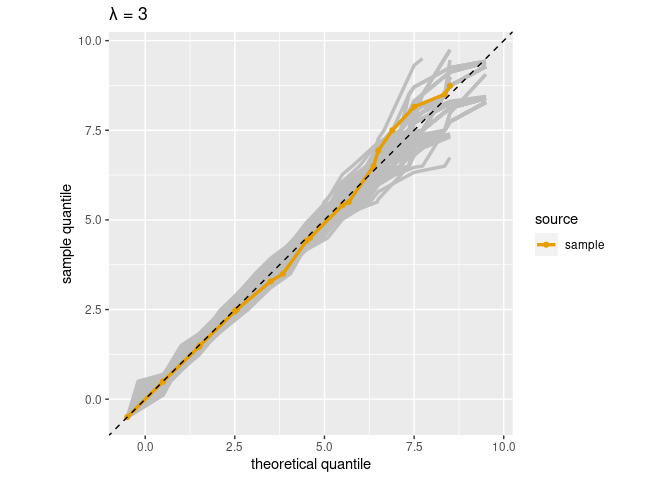 λ = 3
10.0
7.5
5.0
2.5
0.0
sample quantile
0.0 2.5 5.0 7.5 10.0
theoretical quantile
source
sample